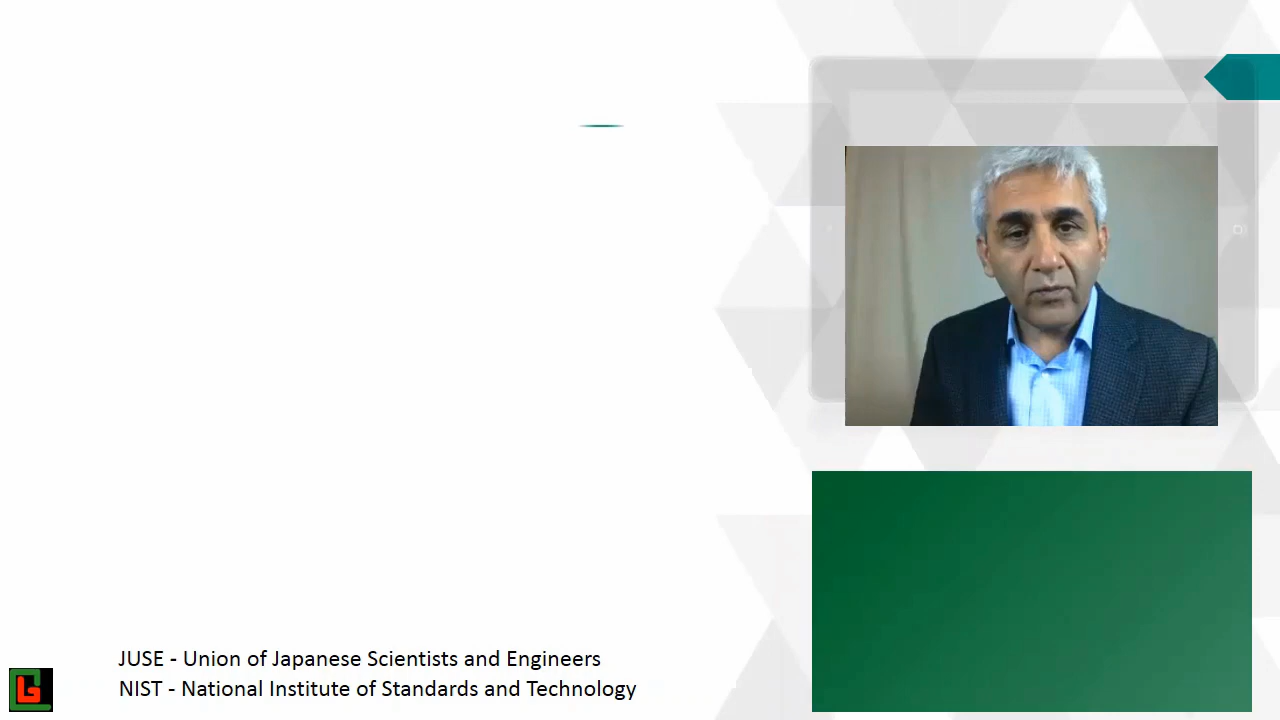 JUSE - Union of Japanese Scientists and Engineers
NIST - National Institute of Standards and Technology